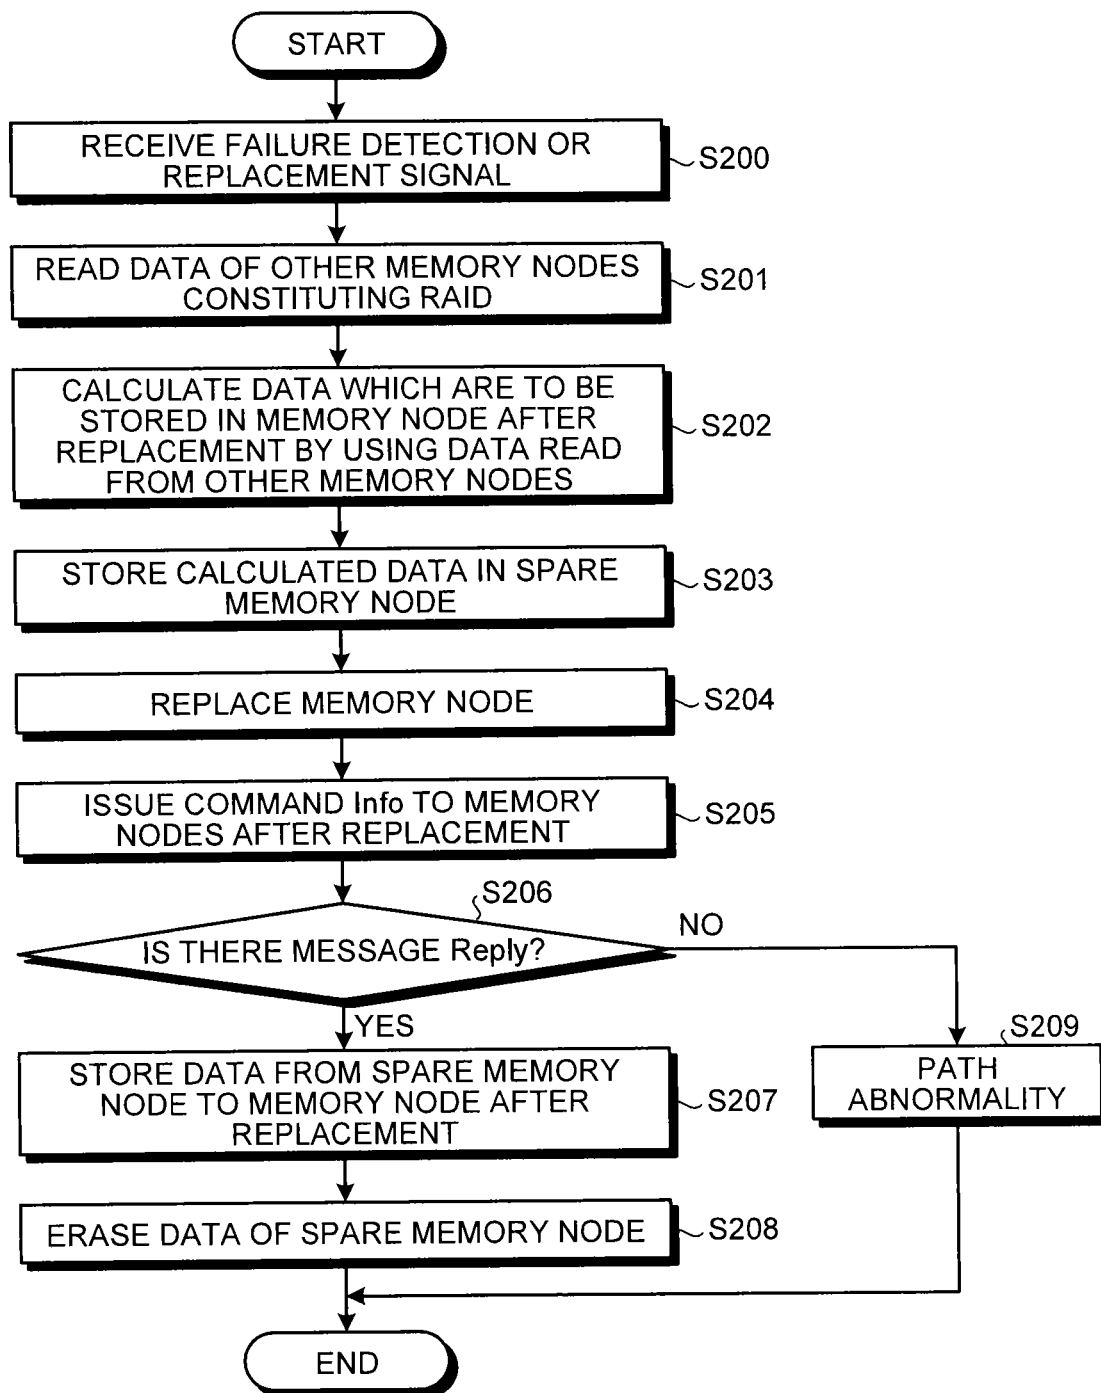 START
RECEIVE FAILURE DETECTION OR
REPLACEMENT SIGNAL
S200
READ DATA OF OTHER MEMORY NODES
CONSTITUTING RAID
S201
CALCULATE DATA WHICH ARE TO BE
STORED IN MEMORY NODE AFTER
REPLACEMENT BY USING DATA READ
FROM OTHER MEMORY NODES
S202
STORE CALCULATED DATA IN SPARE
MEMORY NODE
S203
REPLACE MEMORY NODE
S204
ISSUE COMMAND Info TO MEMORY
NODES AFTER REPLACEMENT
S205
S206
IS THERE MESSAGE Reply?
NO
YES
S209
PATH
ABNORMALITY
STORE DATA FROM SPARE MEMORY
NODE TO MEMORY NODE AFTER
REPLACEMENT
S207
ERASE DATA OF SPARE MEMORY NODE
S208
END